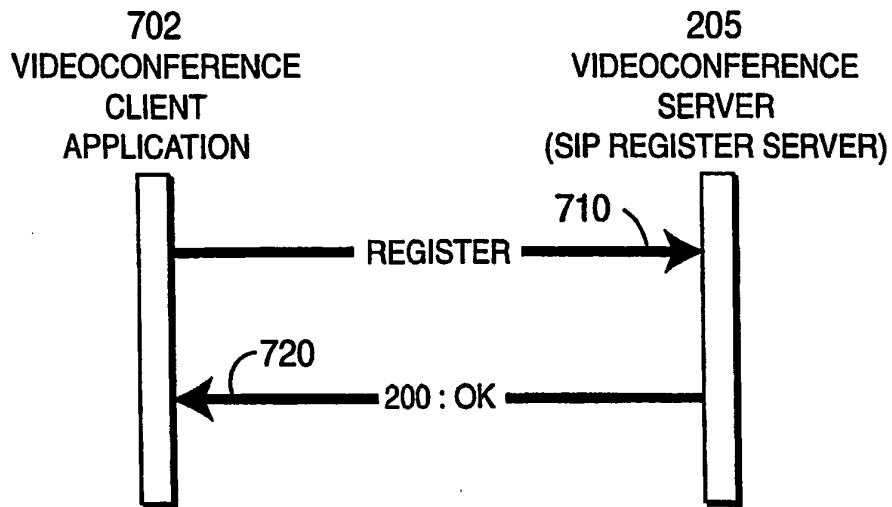 702
VIDEOCONFERENCE
CLIENT
APPLICATION
205
VIDEOCONFERENCE
SERVER
(SIP REGISTER SERVER)
710
REGISTER
720
200 : OK